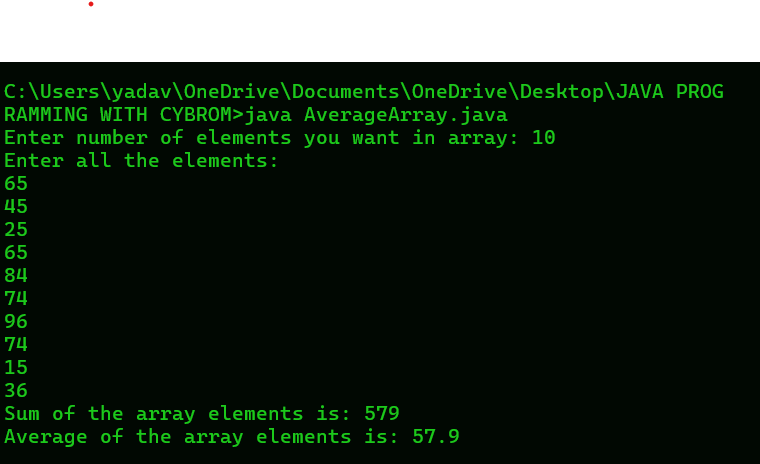 C:\Users\yadav\OneDrive\Documents\OneDrive\Desktop\JAVA PROG
RAMMING WITH CYBROM>java AverageArray.java
Enter number of elements you want in array: 10
Enter all the elements:
65
45
25
65
84
74
96
74
15
36
Sum of the array elements is: 579
Average of the array elements is: 57.9